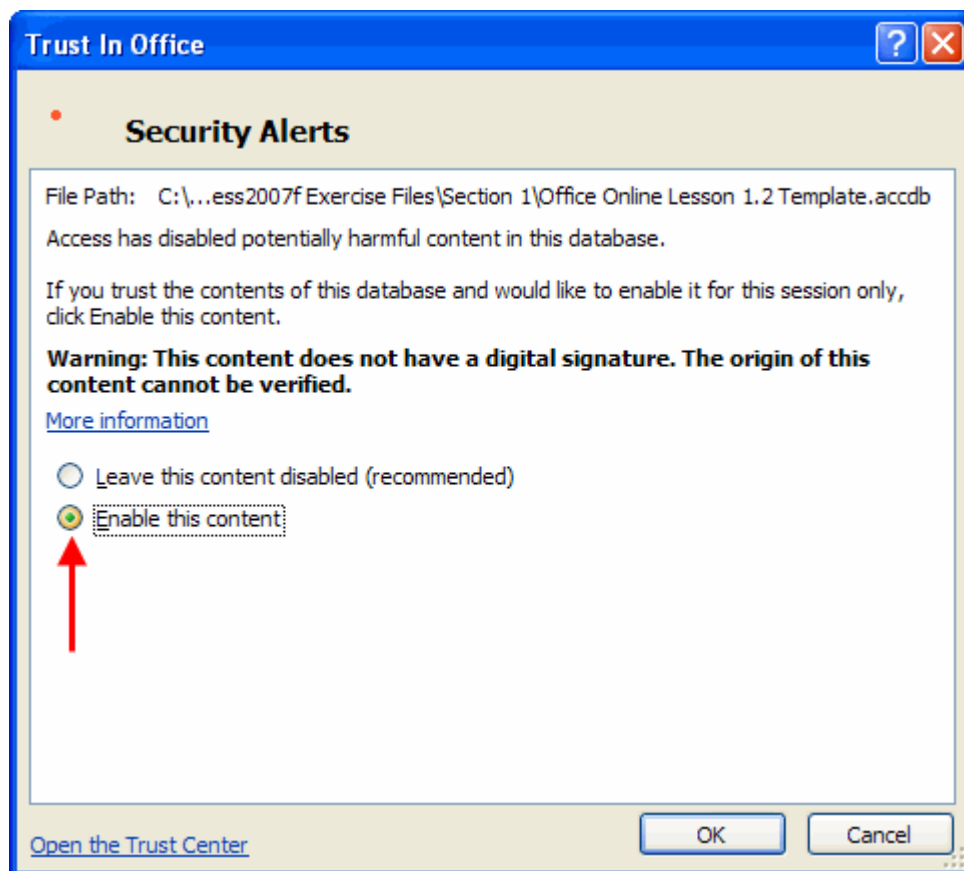 Trust In Office
Security Alerts
File Path: C:\...ess2007f Exercise Files\Section 1\Office Online Lesson 1.2 Template.accdb
Access has disabled potentially harmful content in this database.
If you trust the contents of this database and would like to enable it for this session only,
click Enable this content.
Warning: This content does not have a digital signature. The origin of this
content cannot be verified.
More information
Leave this content disabled (recommended)
Enable this content
Open the Trust Center
OK
Cancel